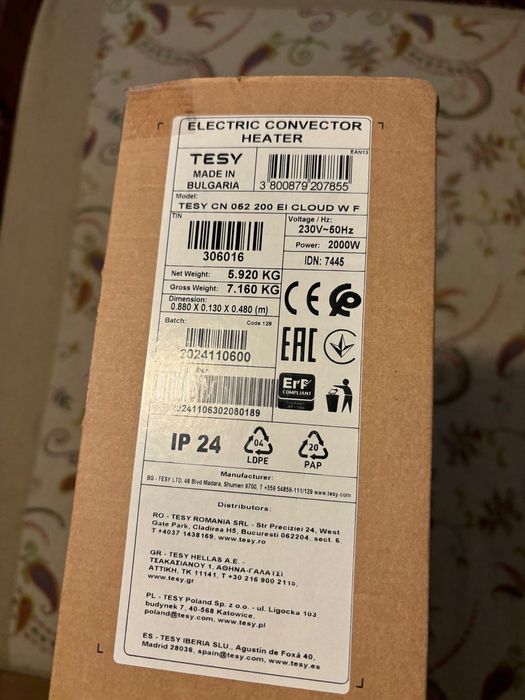 ELECTRIC CONVECTOR
HEATER
TESY
MADE IN
BULGARIA
EAN13
3 800879 207855
Model:
TESY CN 052 200 EI CLOUD W F
TIN
306016
Voltage / Hz:
230V~50Hz
Power: 2000W
IDN: 7445
Net Weight: 5.920 KG
Gross Weight: 7.160 KG
Dimension:
0.880 X 0.130 X 0.480 (m)
Batch:
Code 128
2024110600
020241106302080189
CE
EAC
ErP
COMPLIANT
IP 24
04
LDPE
20
PAP
Manufacturer:
BG - TESY LTD, 48 Blvd Madara, Shumen 9700, T +359 54859-111/129 www.tesy.com
Distributors:
RO - TESY ROMANIA SRL - Str Preciziei 24, West
Gate Park, Cladirea H5, Bucuresti 062204, sect. 6.
T +4037 1438169, www.tesy.ro
GR - TESY HELLAS A.E. -
ΤΣΑΚΑΣΙΑΝΟΥ 1, ΑΘΗΝΑ-ΓΑΛΑΤΣΙ
ΑΤΤΙΚΗ, ΤΚ 11141, T +30 216 900 2115,
www.tesy.gr
PL - TESY Poland Sp. z o.o. - ul. Ligocka 103
budynek 7, 40-568 Katowice,
poland@tesy.com, www.tesy.pl
ES - TESY IBERIA SLU., Agustin de Foxá 40,
Madrid 28036, spain@tesy.com, www.tesy.es